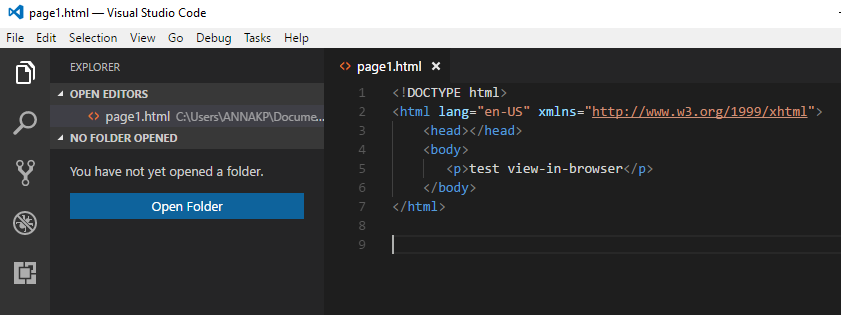 page1.html — Visual Studio Code
File Edit Selection View Go Debug Tasks Help
EXPLORER
OPEN EDITORS
<> page1.html C:\Users\ANNAKP\Docume...
NO FOLDER OPENED
You have not yet opened a folder.
Open Folder
<> page1.html ×
1 <!DOCTYPE html>
2 <html lang="en-US" xmlns="http://www.w3.org/1999/xhtml">
3     <head></head>
4     <body>
5        <p>test view-in-browser</p>
6     </body>
7 </html>
8
9